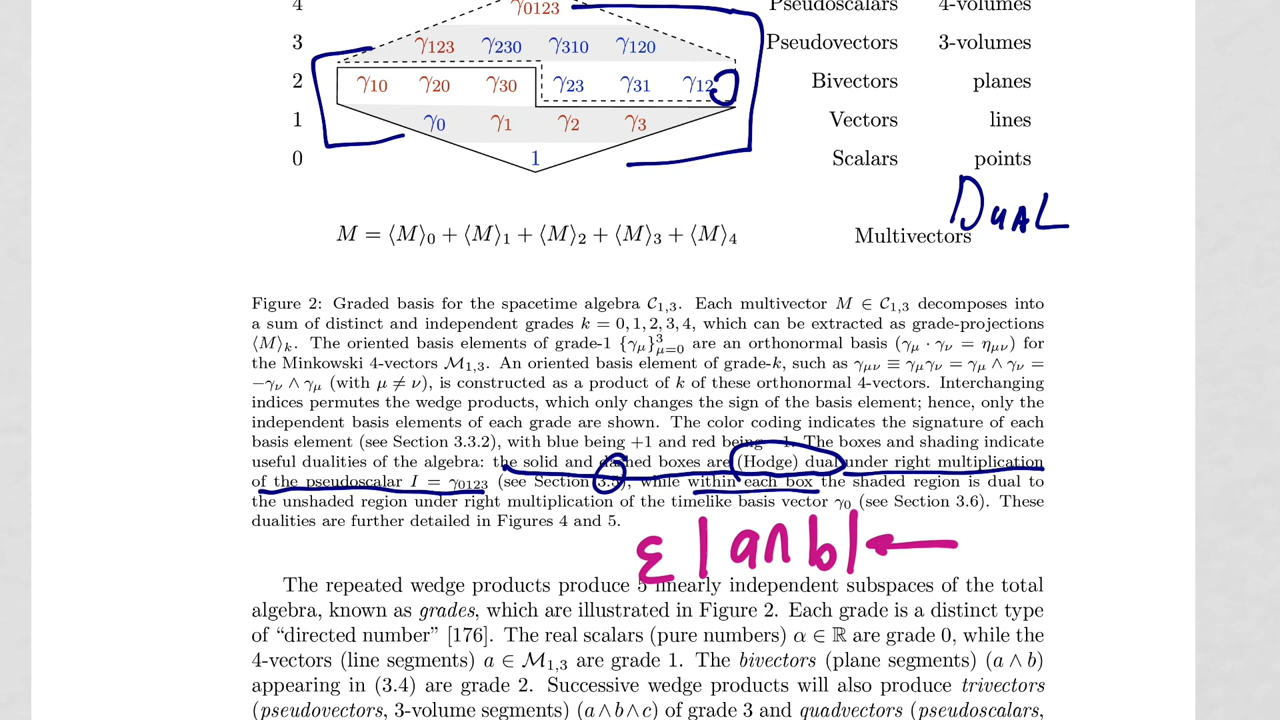 4 γ0123 Pseudoscalars 4-volumes
3 γ123 γ230 γ310 γ120 Pseudovectors 3-volumes
2 γ10 γ20 γ30 γ23 γ31 γ12 Bivectors planes
1 γ0 γ1 γ2 γ3 Vectors lines
0 1 Scalars points
DUAL
M = ⟨M⟩0 + ⟨M⟩1 + ⟨M⟩2 + ⟨M⟩3 + ⟨M⟩4 Multivectors
Figure 2: Graded basis for the spacetime algebra C1,3. Each multivector M ∈ C1,3 decomposes into
a sum of distinct and independent grades k = 0, 1, 2, 3, 4, which can be extracted as grade-projections
⟨M⟩k. The oriented basis elements of grade-1 {γμ}³μ=0 are an orthonormal basis (γμ · γν = ημν) for
the Minkowski 4-vectors M1,3. An oriented basis element of grade-k, such as γμν ≡ γμγν = γμ ∧ γν =
−γν ∧ γμ (with μ ≠ ν), is constructed as a product of k of these orthonormal 4-vectors. Interchanging
indices permutes the wedge products, which only changes the sign of the basis element; hence, only the
independent basis elements of each grade are shown. The color coding indicates the signature of each
basis element (see Section 3.3.2), with blue being +1 and red being −1. The boxes and shading indicate
useful dualities of the algebra: the solid and dashed boxes are (Hodge) dual under right multiplication
of the pseudoscalar I = γ0123 (see Section 3.5), while within each box the shaded region is dual to
the unshaded region under right multiplication of the timelike basis vector γ0 (see Section 3.6). These
dualities are further detailed in Figures 4 and 5.
ε |a∧b|
The repeated wedge products produce 5 linearly independent subspaces of the total
algebra, known as grades, which are illustrated in Figure 2. Each grade is a distinct type
of “directed number” [176]. The real scalars (pure numbers) α ∈ ℝ are grade 0, while the
4-vectors (line segments) a ∈ M1,3 are grade 1. The bivectors (plane segments) (a ∧ b)
appearing in (3.4) are grade 2. Successive wedge products will also produce trivectors
(pseudovectors, 3-volume segments) (a∧b∧c) of grade 3 and quadvectors (pseudoscalars,